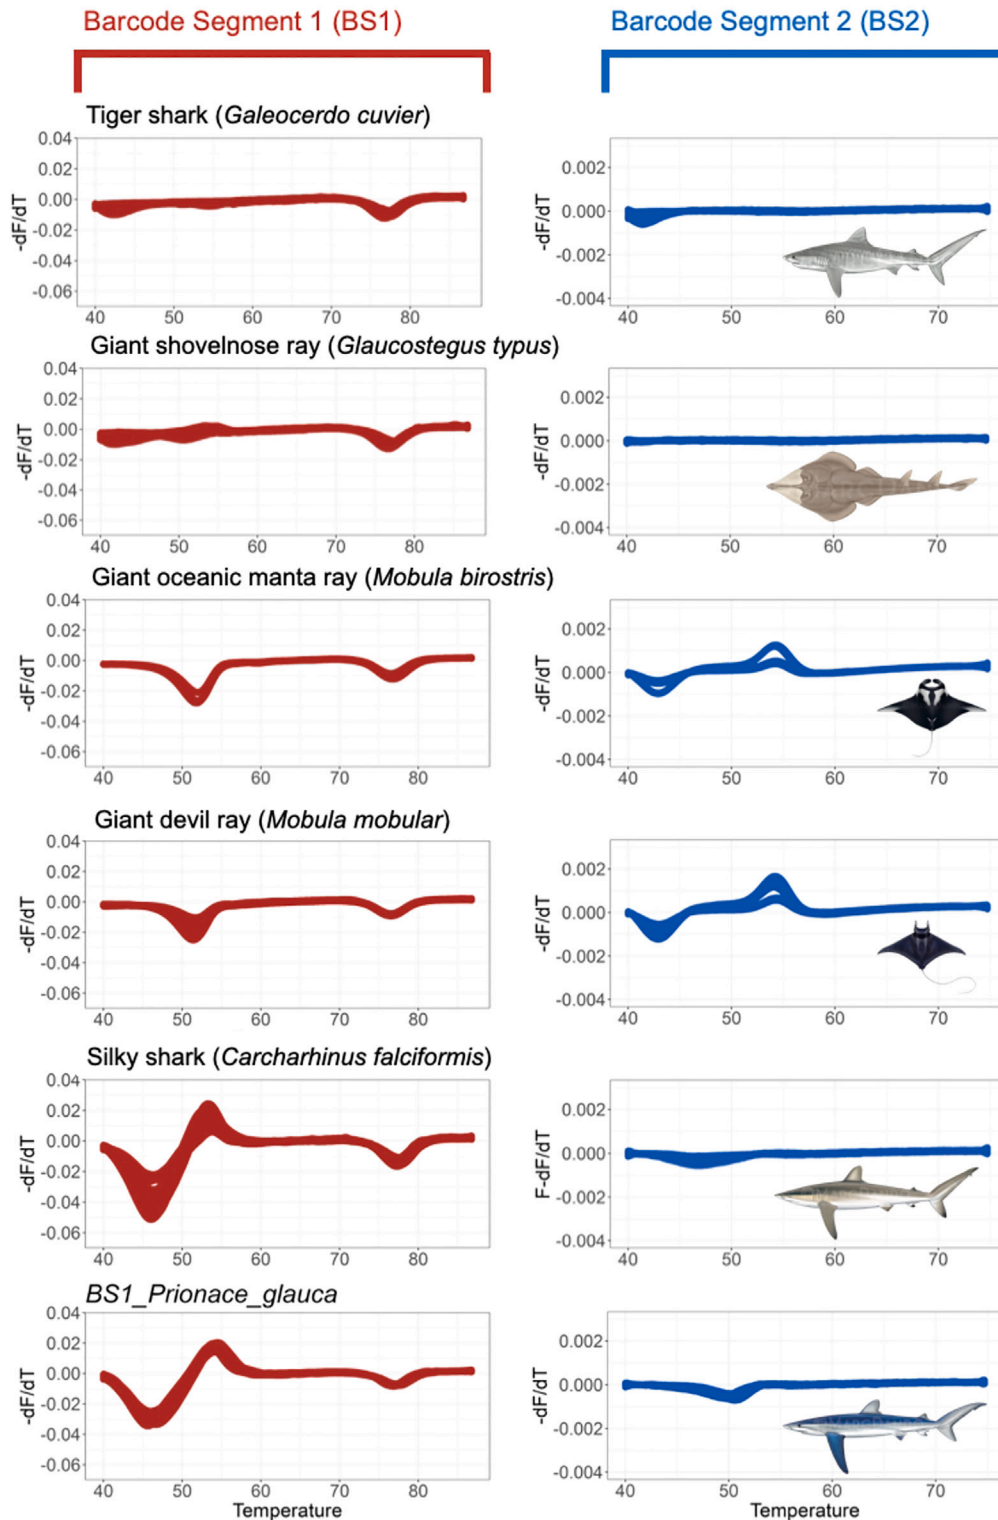 Barcode Segment 1 (BS1)
Barcode Segment 2 (BS2)
Tiger shark (Galeocerdo cuvier)
0.04
0.02
0.00
-0.02
-0.04
-0.06
-dF/dT
40 50 60 70 80
0.002
0.000
-0.002
-0.004
-dF/dT
40 50 60 70
Giant shovelnose ray (Glaucostegus typus)
0.04
0.02
0.00
-0.02
-0.04
-0.06
-dF/dT
40 50 60 70 80
0.002
0.000
-0.002
-0.004
-dF/dT
40 50 60 70
Giant oceanic manta ray (Mobula birostris)
0.04
0.02
0.00
-0.02
-0.04
-0.06
-dF/dT
40 50 60 70 80
0.002
0.000
-0.002
-0.004
-dF/dT
40 50 60 70
Giant devil ray (Mobula mobular)
0.04
0.02
0.00
-0.02
-0.04
-0.06
-dF/dT
40 50 60 70 80
0.002
0.000
-0.002
-0.004
-dF/dT
40 50 60 70
Silky shark (Carcharhinus falciformis)
0.04
0.02
0.00
-0.02
-0.04
-0.06
-dF/dT
40 50 60 70 80
0.002
0.000
-0.002
-0.004
F-dF/dT
40 50 60 70
BS1_Prionace_glauca
0.04
0.02
0.00
-0.02
-0.04
-0.06
-dF/dT
40 50 60 70 80
Temperature
0.002
0.000
-0.002
-0.004
-dF/dT
40 50 60 70
Temperature